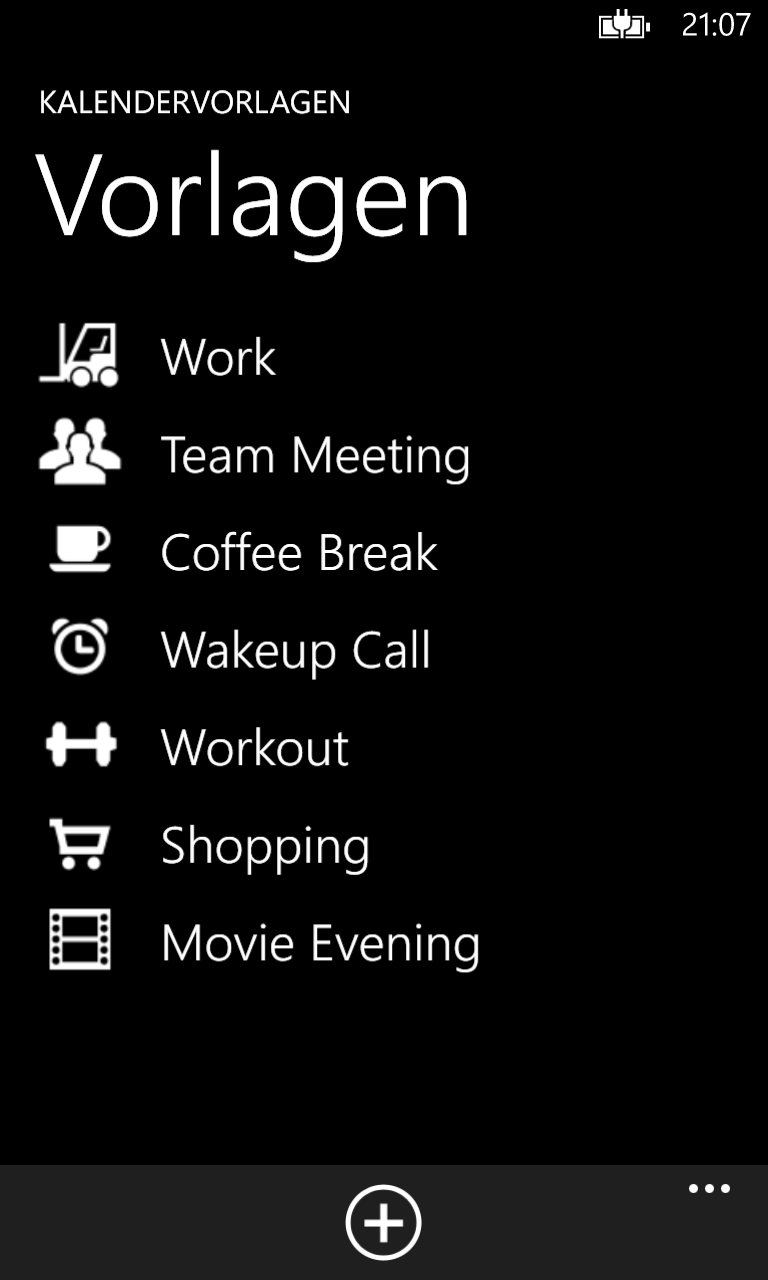 21:07
KALENDERVORLAGEN
Vorlagen
Work
Team Meeting
Coffee Break
Wakeup Call
Workout
Shopping
Movie Evening